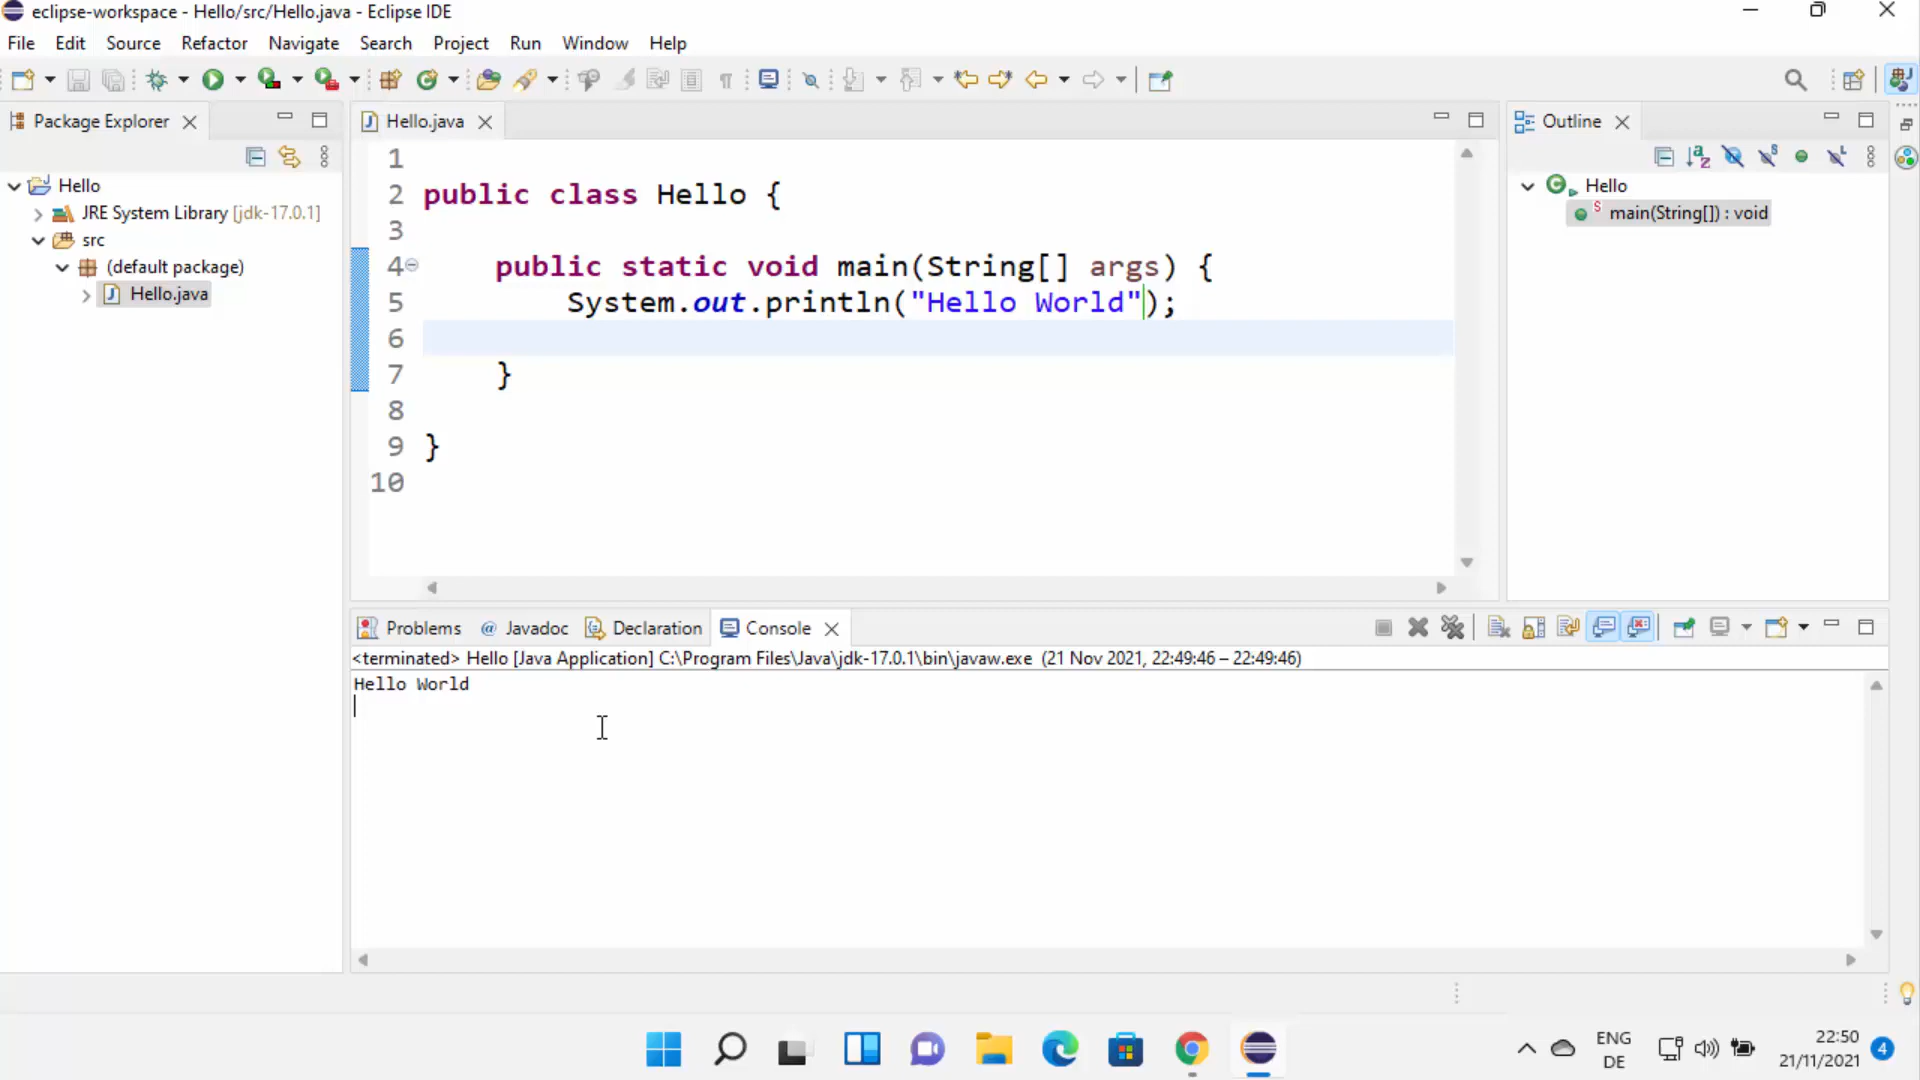 eclipse-workspace - Hello/src/Hello.java - Eclipse IDE
File Edit Source Refactor Navigate Search Project Run Window Help
Package Explorer
Hello
JRE System Library [jdk-17.0.1]
src
(default package)
Hello.java
Hello.java
1
2 public class Hello {
3
4 public static void main(String[] args) {
5 System.out.println("Hello World");
6
7 }
8
9 }
10
Outline
Hello
main(String[]) : void
Problems @ Javadoc Declaration Console
<terminated> Hello [Java Application] C:\Program Files\Java\jdk-17.0.1\bin\javaw.exe (21 Nov 2021, 22:49:46 – 22:49:46)
Hello World
ENG
DE
22:50
21/11/2021
4